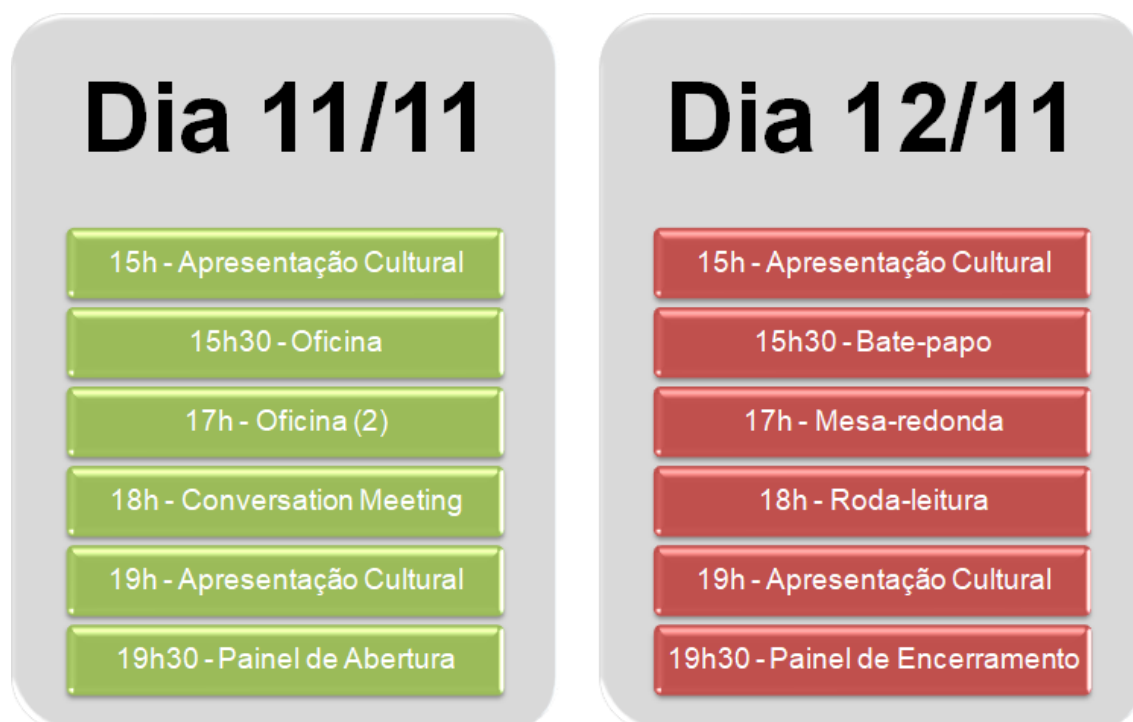 Dia 11/11
15h - Apresentação Cultural
15h30 - Oficina
17h - Oficina (2)
18h - Conversation Meeting
19h - Apresentação Cultural
19h30 - Painel de Abertura
Dia 12/11
15h - Apresentação Cultural
15h30 - Bate-papo
17h - Mesa-redonda
18h - Roda-leitura
19h - Apresentação Cultural
19h30 - Painel de Encerramento